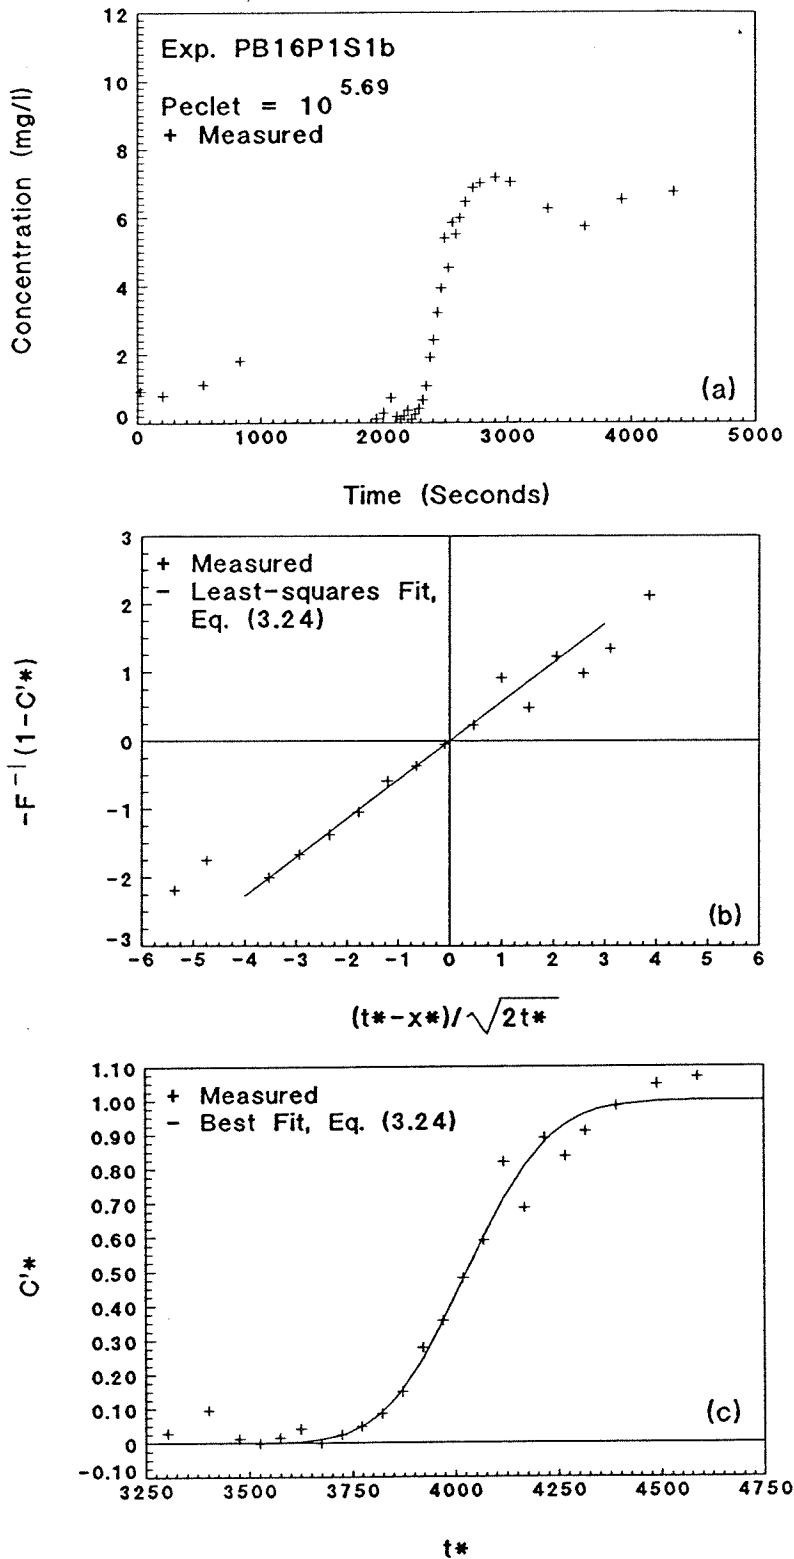 12
10
8
6
4
2
0
Concentration (mg/l)
Exp. PB16P1S1b
Peclet = 10^5.69
+ Measured
(a)
0 1000 2000 3000 4000 5000
Time (Seconds)
3
2
1
0
-1
-2
-3
-F^-1(1-C'*)
+ Measured
- Least-squares Fit,
Eq. (3.24)
(b)
-6 -5 -4 -3 -2 -1 0 1 2 3 4 5 6
(t*-x*)/√2t*
1.10
1.00
0.90
0.80
0.70
0.60
0.50
0.40
0.30
0.20
0.10
0
-0.10
C'*
+ Measured
- Best Fit, Eq. (3.24)
(c)
3250 3500 3750 4000 4250 4500 4750
t*